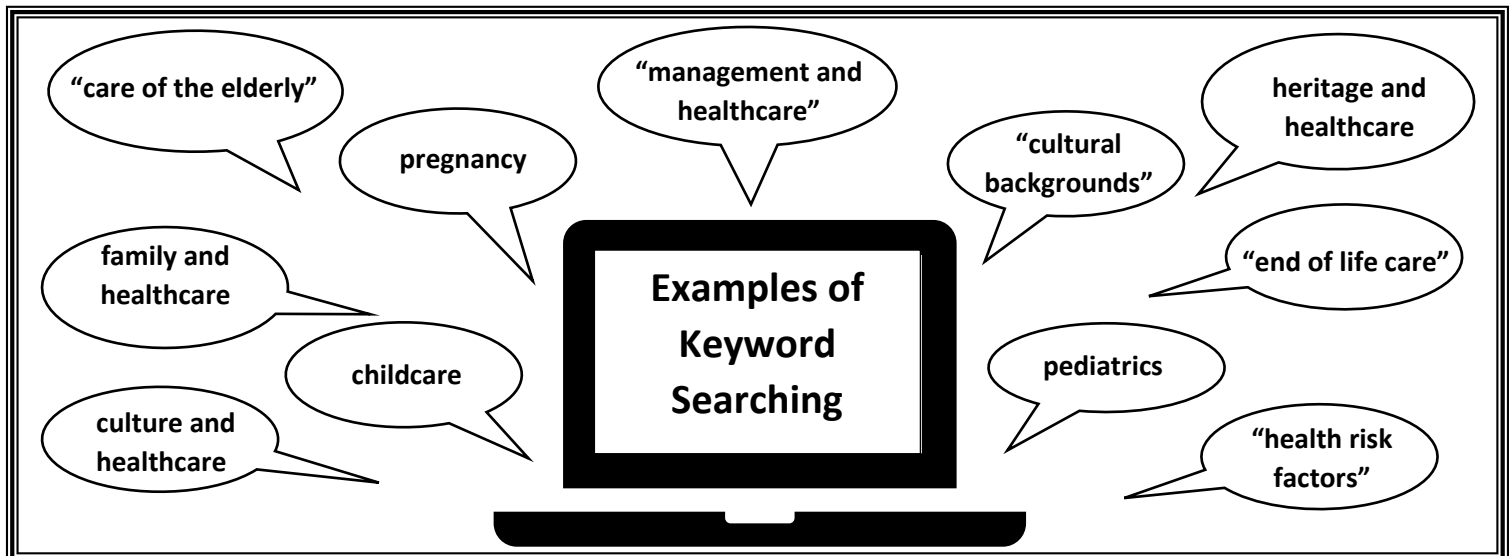 “care of the elderly”
pregnancy
“management and
healthcare”
“cultural
backgrounds”
heritage and
healthcare
family and
healthcare
childcare
culture and
healthcare
Examples of
Keyword
Searching
“end of life care”
pediatrics
“health risk
factors”